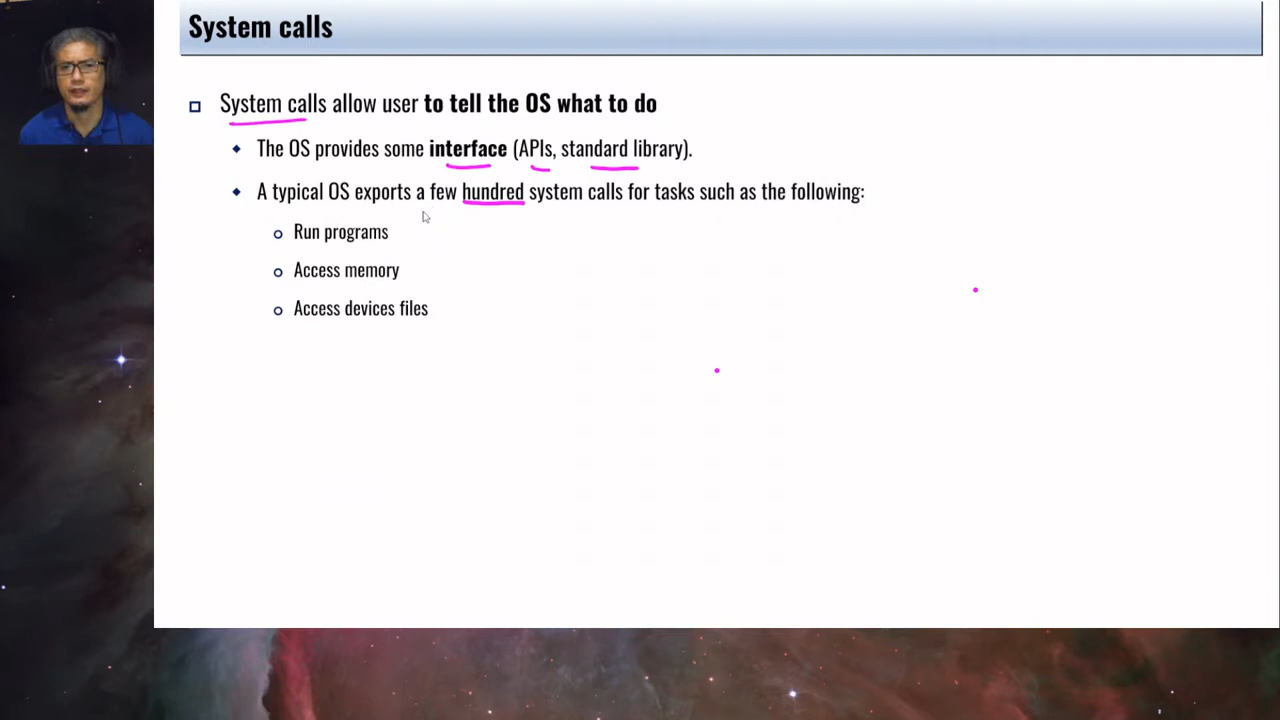 System calls
System calls allow user to tell the OS what to do
The OS provides some interface (APIs, standard library).
A typical OS exports a few hundred system calls for tasks such as the following:
Run programs
Access memory
Access devices files